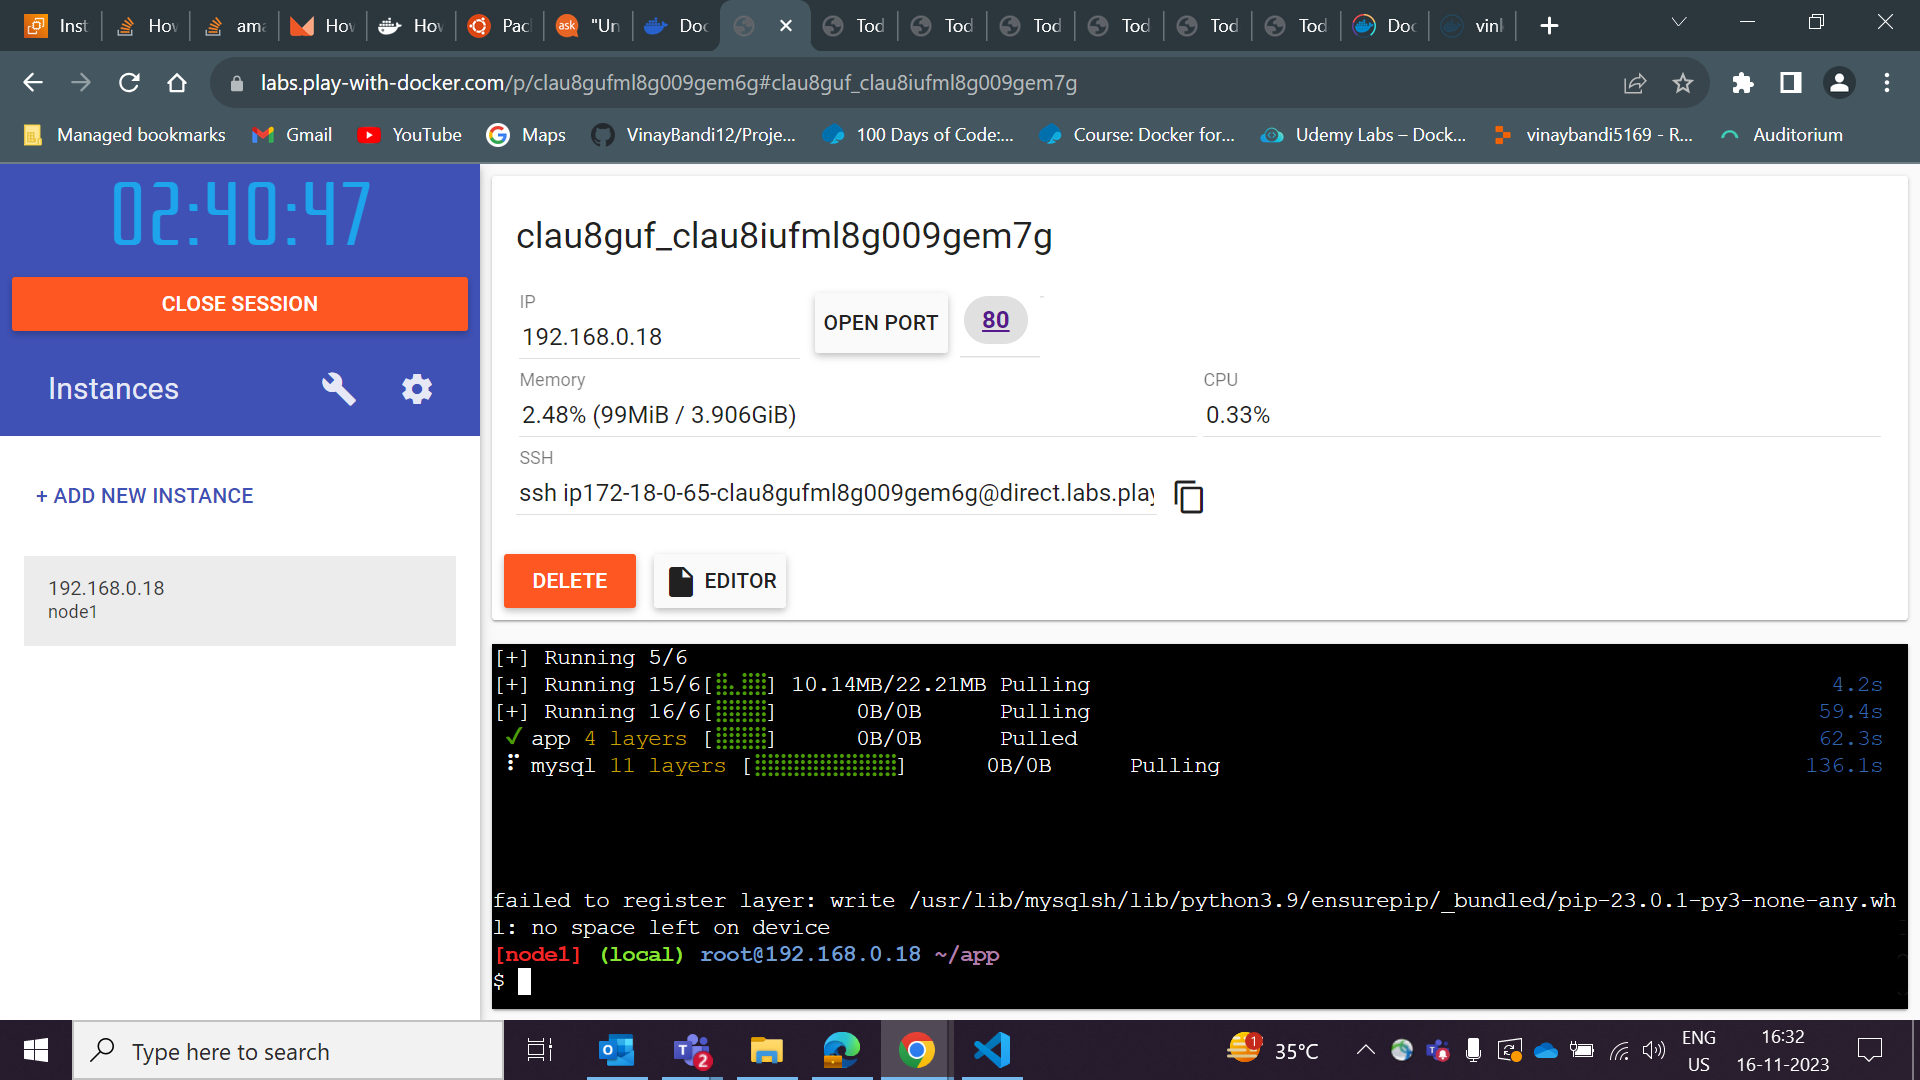 Inst
How
ama
How
How
Pac
ask
"Un
Doc
Tod
Tod
Tod
Tod
Tod
Tod
Doc
vink
labs.play-with-docker.com/p/clau8gufml8g009gem6g#clau8guf_clau8iufml8g009gem7g
Managed bookmarks
Gmail
YouTube
Maps
VinayBandi12/Proje...
100 Days of Code:...
Course: Docker for...
Udemy Labs – Dock...
vinaybandi5169 - R...
Auditorium
02:40:47
CLOSE SESSION
Instances
+ ADD NEW INSTANCE
192.168.0.18
node1
clau8guf_clau8iufml8g009gem7g
IP
192.168.0.18
OPEN PORT
80
Memory
2.48% (99MiB / 3.906GiB)
CPU
0.33%
SSH
ssh ip172-18-0-65-clau8gufml8g009gem6g@direct.labs.play
DELETE
EDITOR
[+] Running 5/6
[+] Running 15/6[⣿⣦⣿⣿] 10.14MB/22.21MB Pulling 4.2s
[+] Running 16/6[⣿⣿⣿⣿] 0B/0B Pulling 59.4s
✓ app 4 layers [⣿⣿⣿⣿] 0B/0B Pulled 62.3s
⠏ mysql 11 layers [⣿⣿⣿⣿⣿⣿⣿⣿⣿⣿⣿] 0B/0B Pulling 136.1s
failed to register layer: write /usr/lib/mysqlsh/lib/python3.9/ensurepip/_bundled/pip-23.0.1-py3-none-any.wh
l: no space left on device
[node1] (local) root@192.168.0.18 ~/app
$
Type here to search
2
1
35°C
ENG
US
16:32
16-11-2023